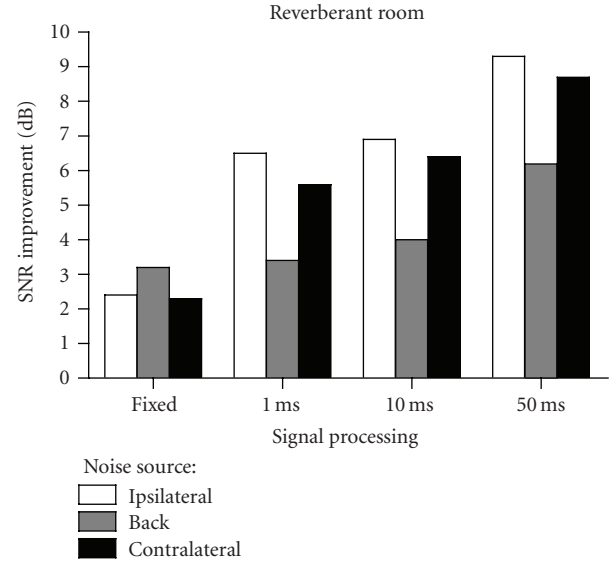 Reverberant room
SNR improvement (dB)
10
9
8
7
6
5
4
3
2
1
0
Fixed 1 ms 10 ms 50 ms
Signal processing
Noise source:
Ipsilateral
Back
Contralateral